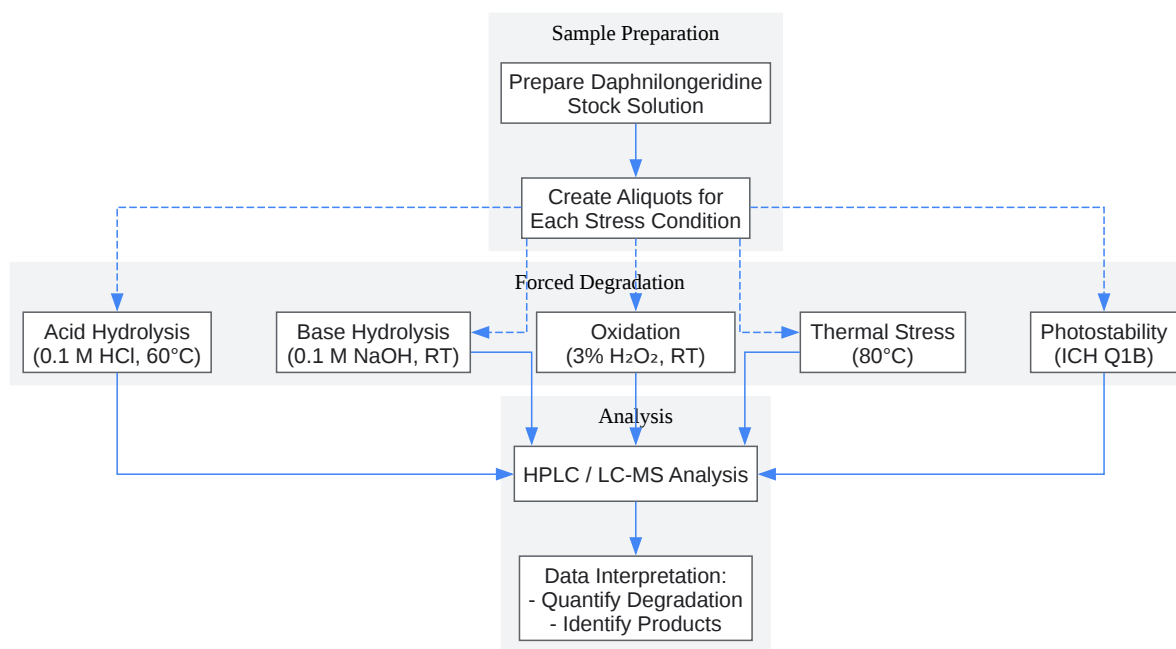 Sample Preparation
Prepare Daphnilongeridine
Stock Solution
Create Aliquots for
Each Stress Condition
Forced Degradation
Acid Hydrolysis
(0.1 M HCl, 60°C)
Base Hydrolysis
(0.1 M NaOH, RT)
Oxidation
(3% H₂O₂, RT)
Thermal Stress
(80°C)
Photostability
(ICH Q1B)
Analysis
HPLC / LC-MS Analysis
Data Interpretation:
- Quantify Degradation
- Identify Products